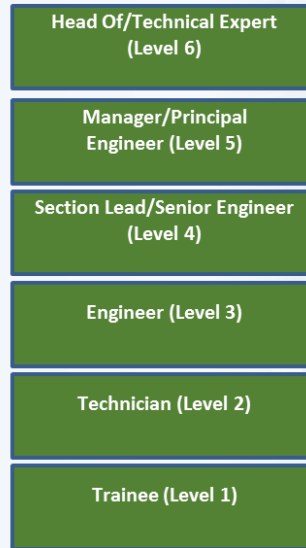 Head Of/Technical Expert
(Level 6)
Manager/Principal
Engineer (Level 5)
Section Lead/Senior Engineer
(Level 4)
Engineer (Level 3)
Technician (Level 2)
Trainee (Level 1)